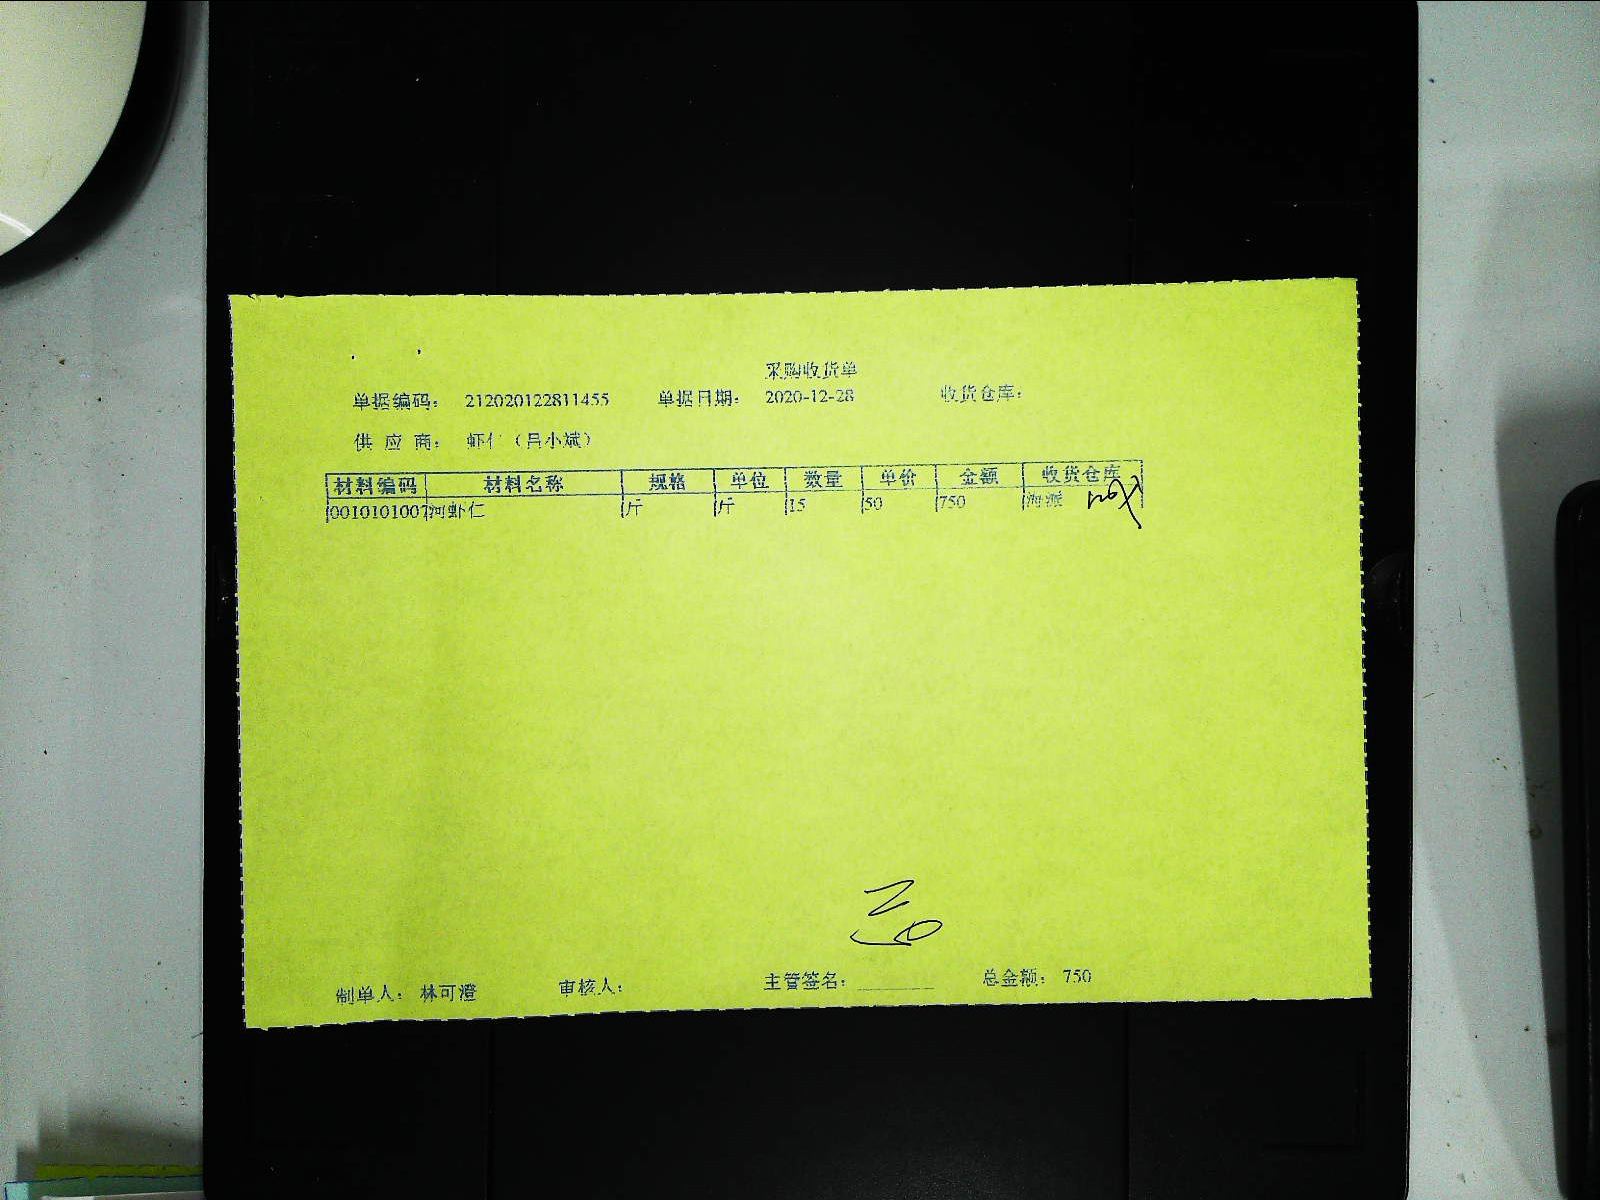 采购收货单
单据编码： 212020122811455 单据日期： 2020-12-28 收货仓库：
供 应 商： 虾仁（吕小斌）
材料编码 材料名称 规格 单位 数量 单价 金额 收货仓库
0010101007 河虾仁 斤 斤 15 50 750 海派
制单人： 林可澄 审核人： 主管签名： 总金额： 750